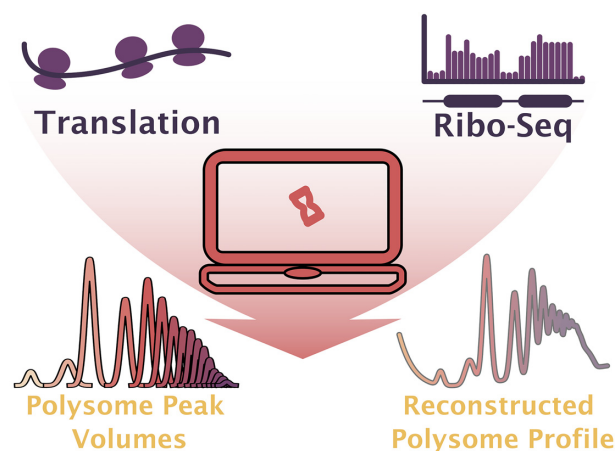 Translation
Ribo-Seq
Polysome Peak
Volumes
Reconstructed
Polysome Profile